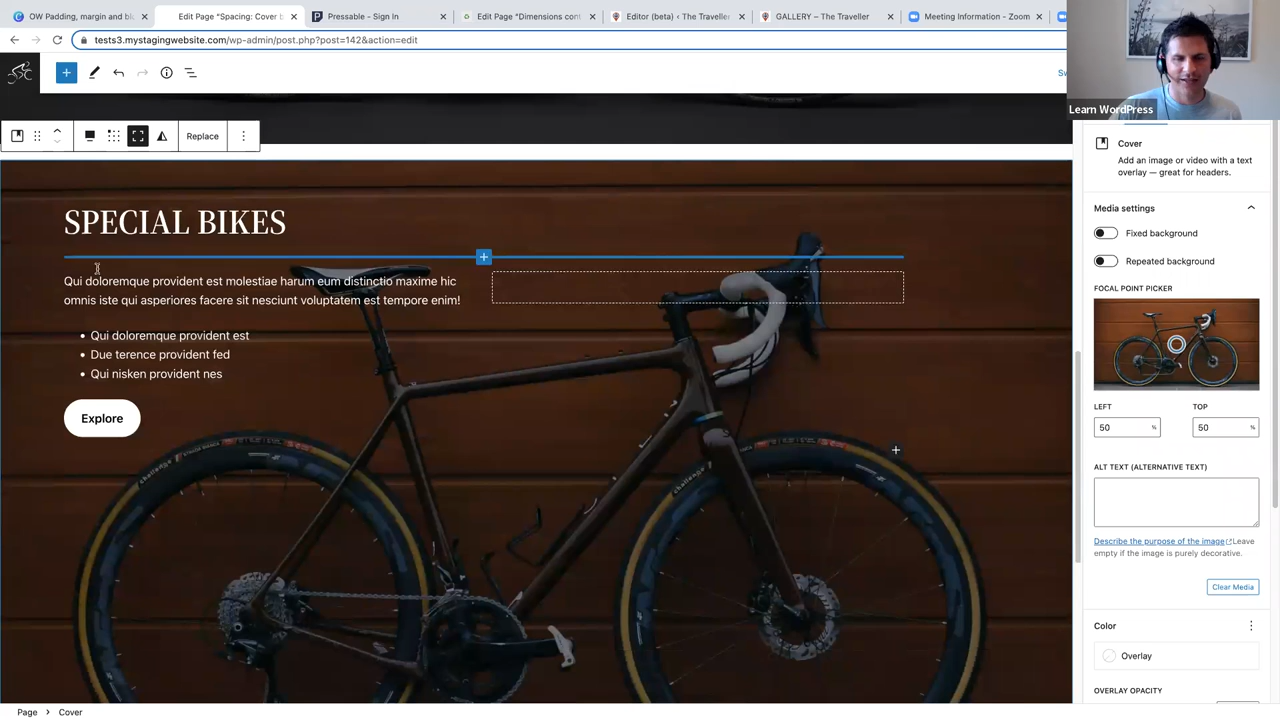 OW Padding, margin and blo
Edit Page "Spacing: Cover b
Pressable - Sign in
Edit Page "Dimensions cont
Editor (beta) ‹ The Traveller
GALLERY – The Traveller
Meeting Information - Zoom
tests3.mystagingwebsite.com/wp-admin/post.php?post=142&action=edit
Sw
Learn WordPress
Replace
Cover
Add an image or video with a text
overlay — great for headers.
Media settings
Fixed background
Repeated background
FOCAL POINT PICKER
LEFT
TOP
50 %
50 %
ALT TEXT (ALTERNATIVE TEXT)
Describe the purpose of the image Leave
empty if the image is purely decorative.
Clear Media
Color
Overlay
OVERLAY OPACITY
SPECIAL BIKES
Qui doloremque provident est molestiae harum eum distinctio maxime hic
omnis iste qui asperiores facere sit nesciunt voluptatem est tempore enim!
Qui doloremque provident est
Due terence provident fed
Qui nisken provident nes
Explore
challenge
challenge
Page > Cover